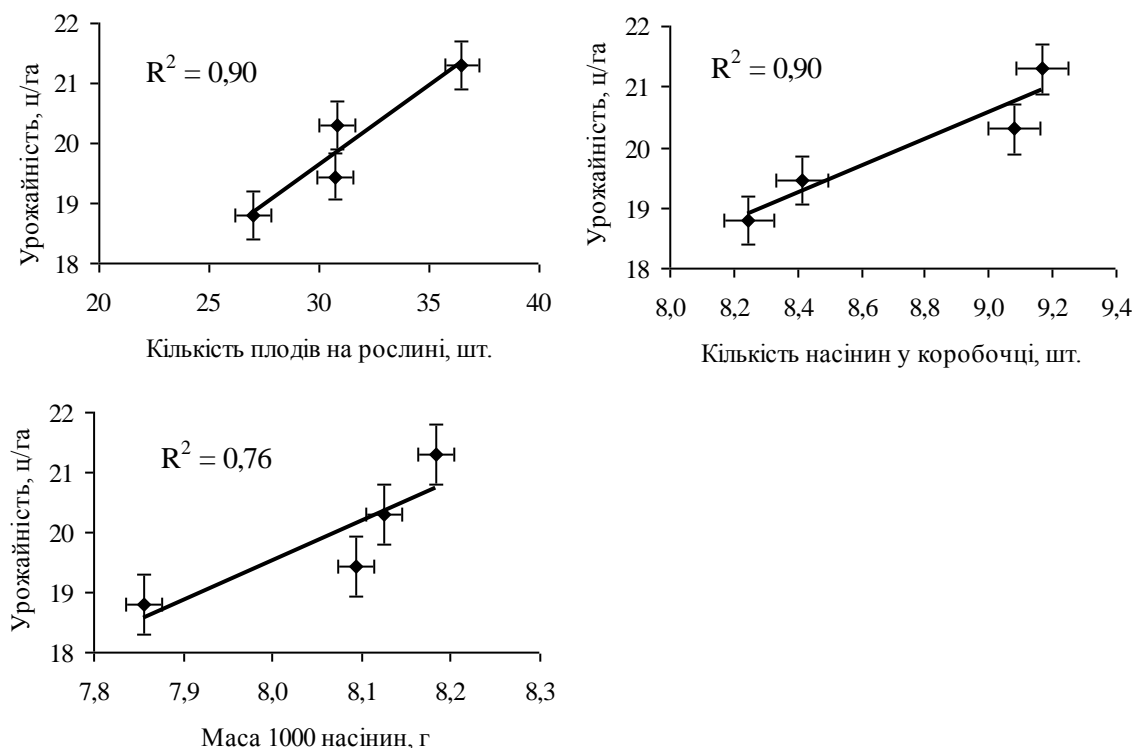 Урожайність, ц/га
22
21
20
19
18
R² = 0,90
20 25 30 35 40
Кількість плодів на рослині, шт.
Урожайність, ц/га
22
21
20
19
18
R² = 0,90
8,0 8,2 8,4 8,6 8,8 9,0 9,2 9,4
Кількість насінин у коробочці, шт.
Урожайність, ц/га
22
21
20
19
18
R² = 0,76
7,8 7,9 8,0 8,1 8,2 8,3
Маса 1000 насінин, г